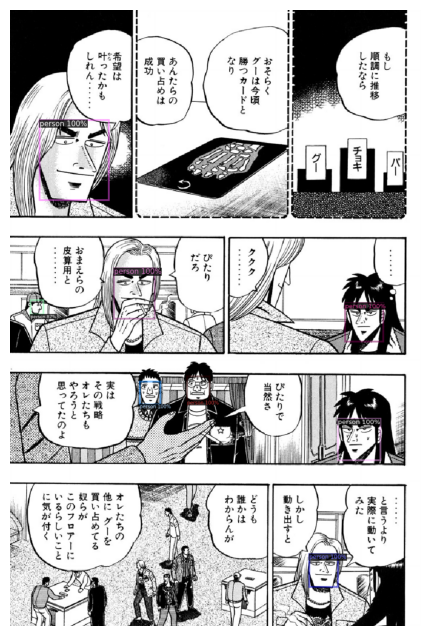 もし
順調に推移
したなら
グー
チョキ
パー
おそらく
グーは今頃
勝つカードと
なり
あんたらの
買い占めは
成功
希望は
叶ったかも
しれん‥‥
person 100%
‥‥‥
person 100%
ククク
ぴたり
だろ
person 100%
おまえらの
皮算用と
‥‥‥
ぴたりで
当然さ
person 100%
実は
その戦略
オレたちも
やろうと
思ってたのよ
‥‥‥
と言うより
実際に動いて
みた
しかし
動き出すと
どうも
誰かは
わからんが
オレたちの
他に グーを
買い占めてる
奴らが
このフロアーに
いるらしいこと
に気が付く